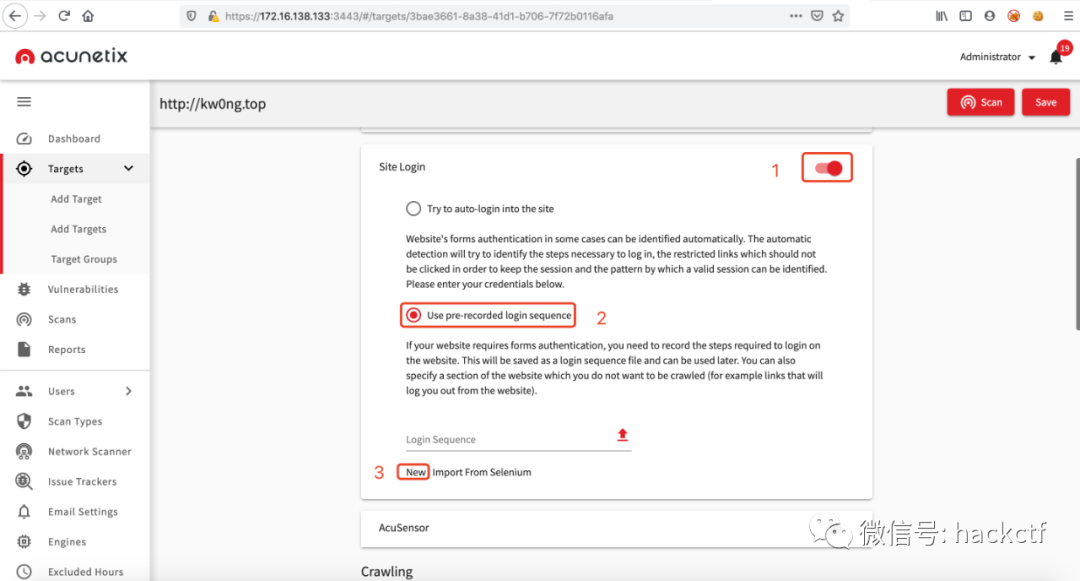 https://172.16.138.133:3443/#/targets/3bae3661-8a38-41d1-b706-7f72b0116afa
acunetix
Administrator
19
http://kw0ng.top
Scan
Save
Dashboard
Targets
Add Target
Add Targets
Target Groups
Vulnerabilities
Scans
Reports
Users
Scan Types
Network Scanner
Issue Trackers
Email Settings
Engines
Excluded Hours
Site Login
1
Try to auto-login into the site
Website's forms authentication in some cases can be identified automatically. The automatic
detection will try to identify the steps necessary to log in, the restricted links which should not
be clicked in order to keep the session and the pattern by which a valid session can be identified.
Please enter your credentials below.
Use pre-recorded login sequence
2
If your website requires forms authentication, you need to record the steps required to login on
the website. This will be saved as a login sequence file and can be used later. You can also
specify a section of the website which you do not want to be crawled (for example links that will
log you out from the website).
Login Sequence
3
New Import From Selenium
AcuSensor
Crawling
微信号: hackctf